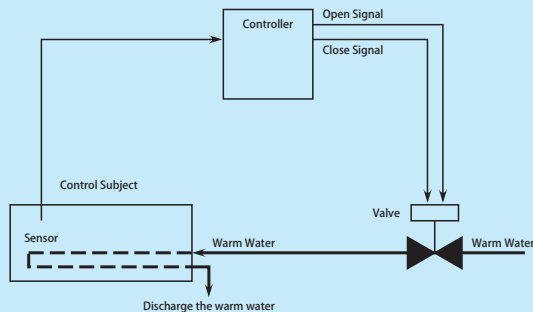 Controller
Open Signal
Close Signal
Control Subject
Sensor
Valve
Warm Water
Warm Water
Discharge the warm water